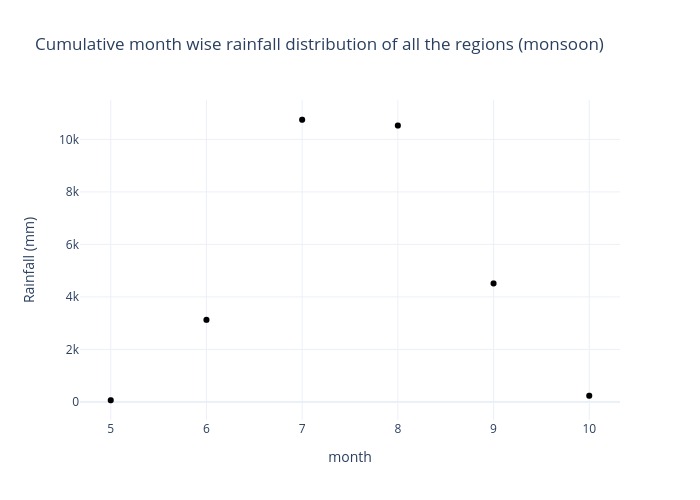 Cumulative month wise rainfall distribution of all the regions (monsoon)
10k
8k
6k
4k
2k
0
Rainfall (mm)
5 6 7 8 9 10
month